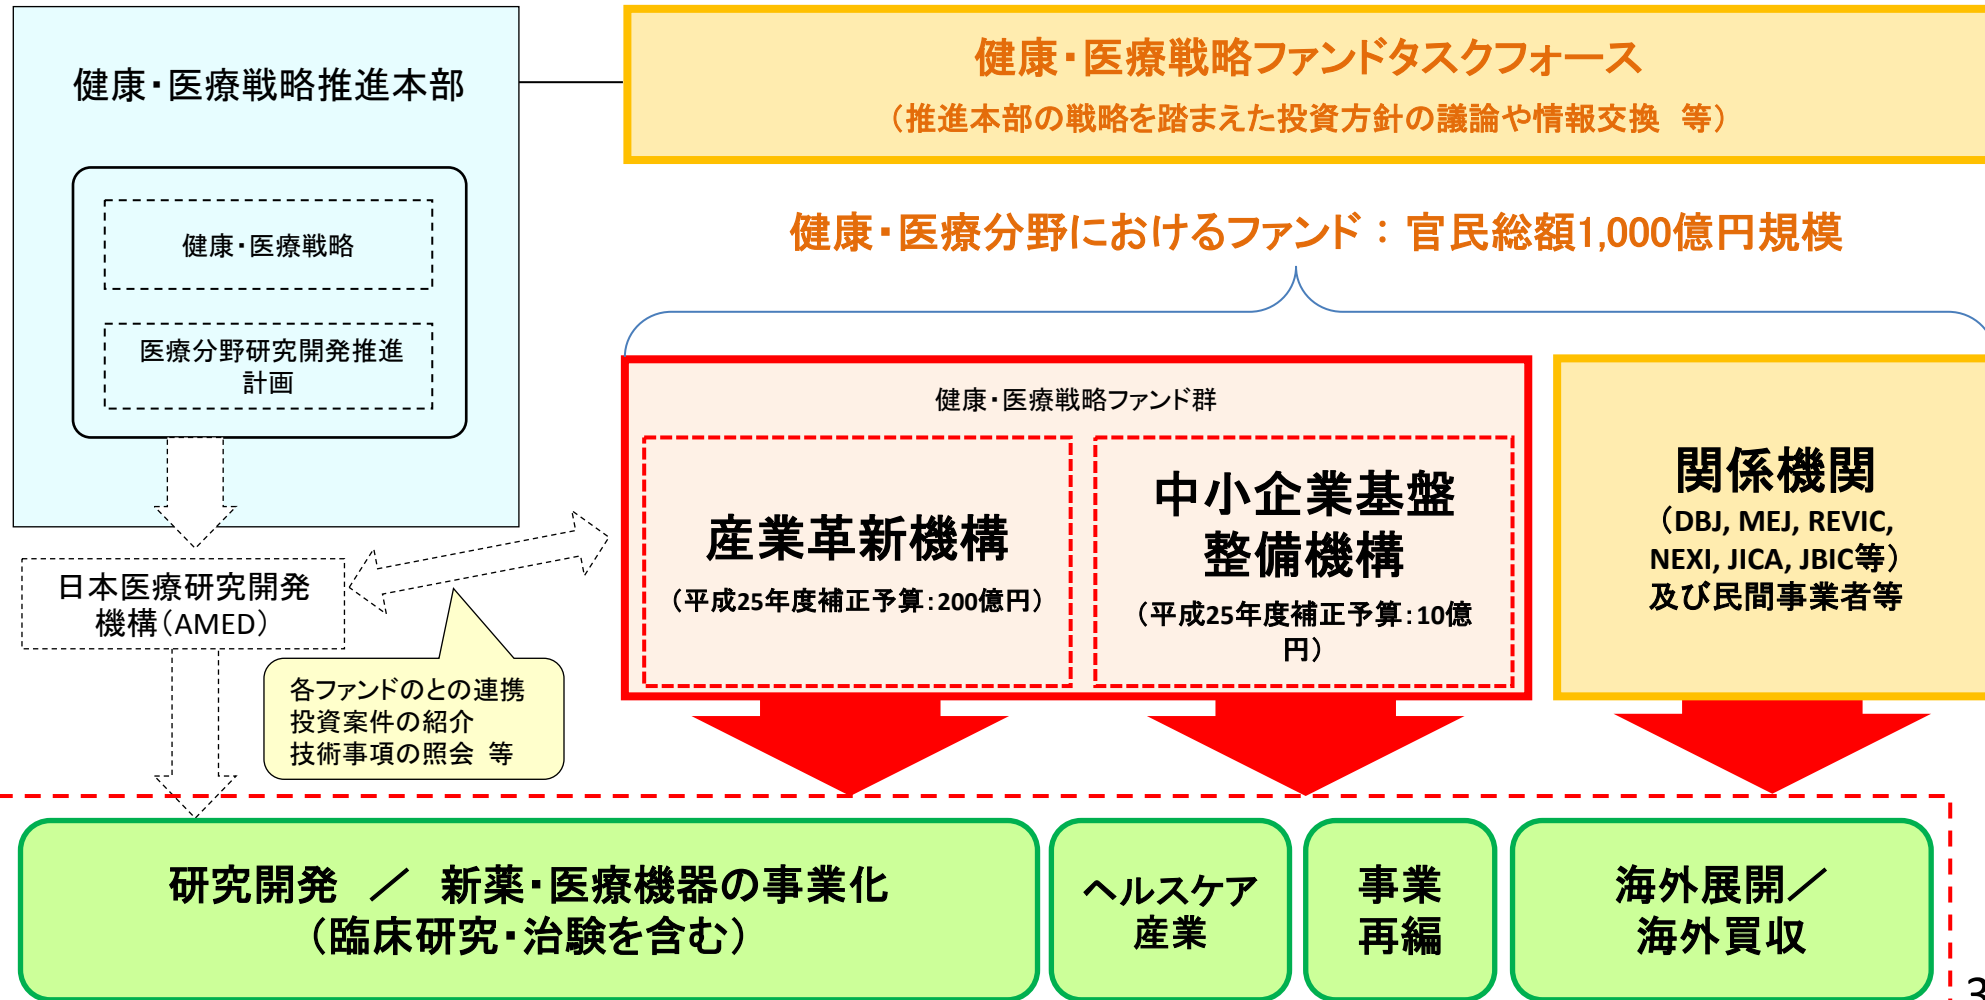 健康・医療戦略推進本部
健康・医療戦略
医療分野研究開発推進
計画
健康・医療戦略ファンドタスクフォース
（推進本部の戦略を踏まえた投資方針の議論や情報交換　等）
健康・医療分野におけるファンド：官民総額1,000億円規模
健康・医療戦略ファンド群
産業革新機構
（平成25年度補正予算：200億円）
中小企業基盤
整備機構
（平成25年度補正予算：10億
円）
関係機関
（DBJ, MEJ, REVIC,
NEXI, JICA, JBIC等）
及び民間事業者等
日本医療研究開発
機構（AMED）
各ファンドのとの連携
投資案件の紹介
技術事項の照会　等
研究開発　／　新薬・医療機器の事業化
（臨床研究・治験を含む）
ヘルスケア
産業
事業
再編
海外展開／
海外買収
3